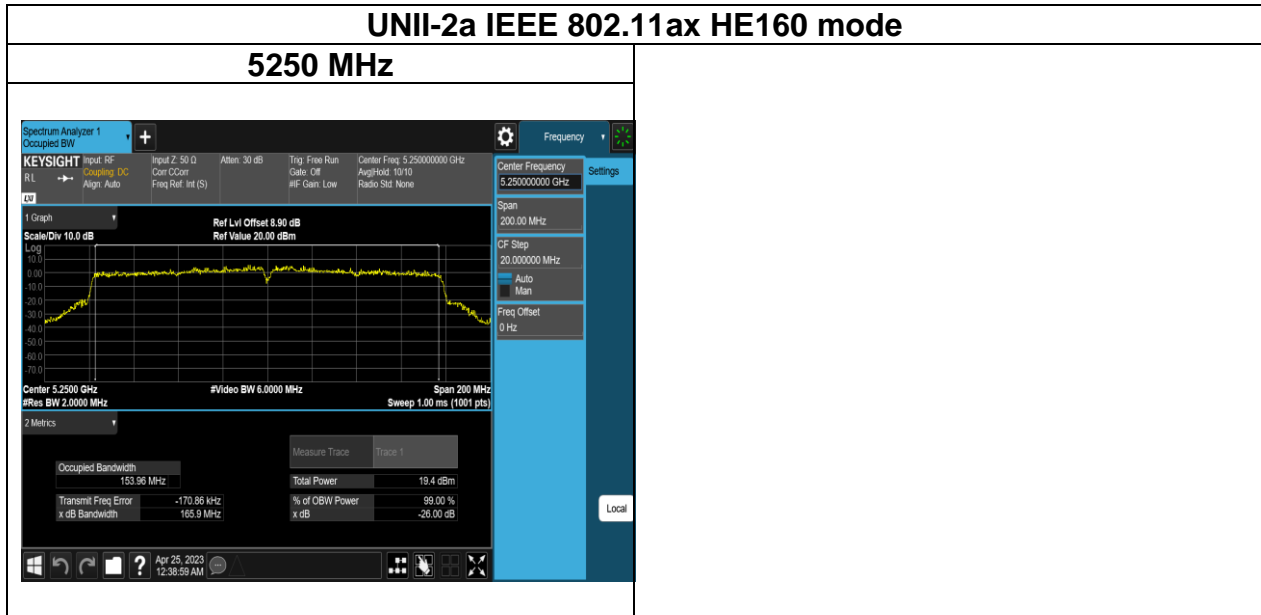 UNII-2a IEEE 802.11ax HE160 mode
5250 MHz
Spectrum Analyzer 1
Occupied BW
Frequency
KEYSIGHT Input: RF Input Z: 50 Ω Atten: 30 dB Trig: Free Run Center Freq: 5.250000000 GHz
RL Coupling: DC Corr CCorr Gate: Off Avg|Hold: 10/10
Align: Auto Freq Ref: Int (S) #IF Gain: Low Radio Std: None
LXI
Center Frequency
5.250000000 GHz
Settings
Span
200.00 MHz
CF Step
20.000000 MHz
Auto
Man
Freq Offset
0 Hz
1 Graph
Ref Lvl Offset 8.90 dB
Scale/Div 10.0 dB Ref Value 20.00 dBm
Log
10.0
0.00
-10.0
-20.0
-30.0
-40.0
-50.0
-60.0
-70.0
Center 5.2500 GHz #Video BW 6.0000 MHz Span 200 MHz
#Res BW 2.0000 MHz Sweep 1.00 ms (1001 pts)
2 Metrics
Measure Trace Trace 1
Occupied Bandwidth
153.96 MHz
Total Power 19.4 dBm
Transmit Freq Error -170.86 kHz % of OBW Power 99.00 %
x dB Bandwidth 165.9 MHz x dB -26.00 dB
Local
Apr 25, 2023
12:38:59 AM